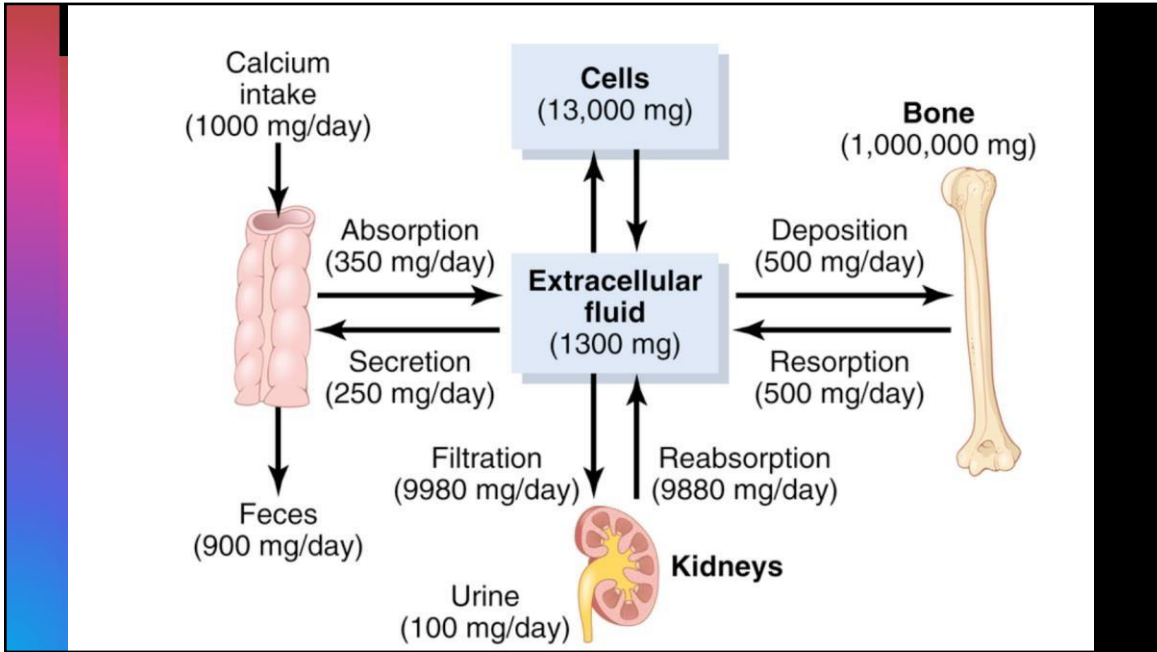 Calcium
intake
(1000 mg/day)
Cells
(13,000 mg)
Bone
(1,000,000 mg)
Absorption
(350 mg/day)
Secretion
(250 mg/day)
Extracellular
fluid
(1300 mg)
Deposition
(500 mg/day)
Resorption
(500 mg/day)
Feces
(900 mg/day)
Filtration
(9980 mg/day)
Reabsorption
(9880 mg/day)
Kidneys
Urine
(100 mg/day)